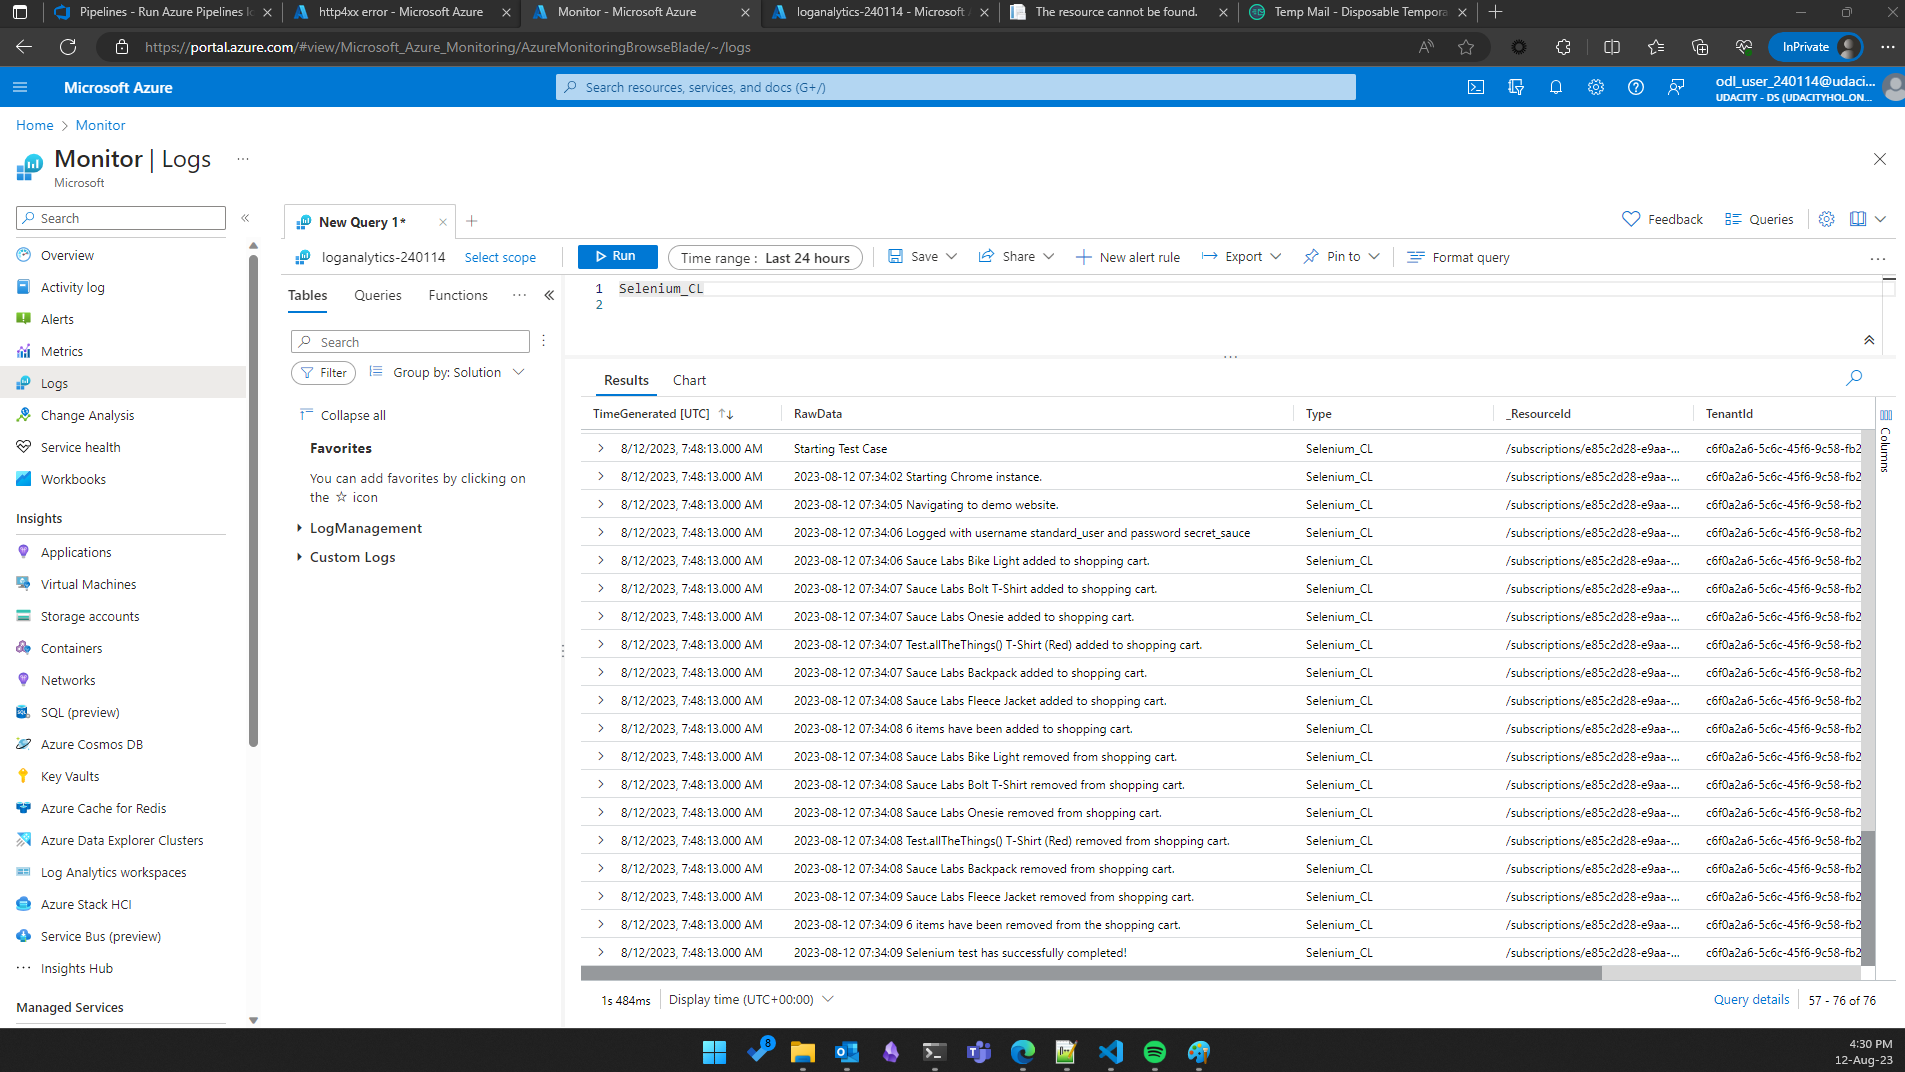 Pipelines - Run Azure Pipelines lo
http4xx error - Microsoft Azure
Monitor - Microsoft Azure
loganalytics-240114 - Microsoft A
The resource cannot be found.
Temp Mail - Disposable Tempora
https://portal.azure.com/#view/Microsoft_Azure_Monitoring/AzureMonitoringBrowseBlade/~/logs
InPrivate
Microsoft Azure
Search resources, services, and docs (G+/)
odl_user_240114@udaci...
UDACITY - DS (UDACITYHOL.ON...
Home
Monitor
Monitor | Logs
Microsoft
Search
Overview
Activity log
Alerts
Metrics
Logs
Change Analysis
Service health
Workbooks
Insights
Applications
Virtual Machines
Storage accounts
Containers
Networks
SQL (preview)
Azure Cosmos DB
Key Vaults
Azure Cache for Redis
Azure Data Explorer Clusters
Log Analytics workspaces
Azure Stack HCI
Service Bus (preview)
Insights Hub
Managed Services
New Query 1*
Feedback
Queries
loganalytics-240114
Select scope
Run
Time range : Last 24 hours
Save
Share
New alert rule
Export
Pin to
Format query
Tables
Queries
Functions
Search
Filter
Group by: Solution
Collapse all
Favorites
You can add favorites by clicking on
the ☆ icon
LogManagement
Custom Logs
1 Selenium_CL
2
Results
Chart
TimeGenerated [UTC] RawData Type _ResourceId TenantId
8/12/2023, 7:48:13.000 AM Starting Test Case Selenium_CL /subscriptions/e85c2d28-e9aa-... c6f0a2a6-5c6c-45f6-9c58-fb2
8/12/2023, 7:48:13.000 AM 2023-08-12 07:34:02 Starting Chrome instance. Selenium_CL /subscriptions/e85c2d28-e9aa-... c6f0a2a6-5c6c-45f6-9c58-fb2
8/12/2023, 7:48:13.000 AM 2023-08-12 07:34:05 Navigating to demo website. Selenium_CL /subscriptions/e85c2d28-e9aa-... c6f0a2a6-5c6c-45f6-9c58-fb2
8/12/2023, 7:48:13.000 AM 2023-08-12 07:34:06 Logged with username standard_user and password secret_sauce Selenium_CL /subscriptions/e85c2d28-e9aa-... c6f0a2a6-5c6c-45f6-9c58-fb2
8/12/2023, 7:48:13.000 AM 2023-08-12 07:34:06 Sauce Labs Bike Light added to shopping cart. Selenium_CL /subscriptions/e85c2d28-e9aa-... c6f0a2a6-5c6c-45f6-9c58-fb2
8/12/2023, 7:48:13.000 AM 2023-08-12 07:34:07 Sauce Labs Bolt T-Shirt added to shopping cart. Selenium_CL /subscriptions/e85c2d28-e9aa-... c6f0a2a6-5c6c-45f6-9c58-fb2
8/12/2023, 7:48:13.000 AM 2023-08-12 07:34:07 Sauce Labs Onesie added to shopping cart. Selenium_CL /subscriptions/e85c2d28-e9aa-... c6f0a2a6-5c6c-45f6-9c58-fb2
8/12/2023, 7:48:13.000 AM 2023-08-12 07:34:07 Test.allTheThings() T-Shirt (Red) added to shopping cart. Selenium_CL /subscriptions/e85c2d28-e9aa-... c6f0a2a6-5c6c-45f6-9c58-fb2
8/12/2023, 7:48:13.000 AM 2023-08-12 07:34:07 Sauce Labs Backpack added to shopping cart. Selenium_CL /subscriptions/e85c2d28-e9aa-... c6f0a2a6-5c6c-45f6-9c58-fb2
8/12/2023, 7:48:13.000 AM 2023-08-12 07:34:08 Sauce Labs Fleece Jacket added to shopping cart. Selenium_CL /subscriptions/e85c2d28-e9aa-... c6f0a2a6-5c6c-45f6-9c58-fb2
8/12/2023, 7:48:13.000 AM 2023-08-12 07:34:08 6 items have been added to shopping cart. Selenium_CL /subscriptions/e85c2d28-e9aa-... c6f0a2a6-5c6c-45f6-9c58-fb2
8/12/2023, 7:48:13.000 AM 2023-08-12 07:34:08 Sauce Labs Bike Light removed from shopping cart. Selenium_CL /subscriptions/e85c2d28-e9aa-... c6f0a2a6-5c6c-45f6-9c58-fb2
8/12/2023, 7:48:13.000 AM 2023-08-12 07:34:08 Sauce Labs Bolt T-Shirt removed from shopping cart. Selenium_CL /subscriptions/e85c2d28-e9aa-... c6f0a2a6-5c6c-45f6-9c58-fb2
8/12/2023, 7:48:13.000 AM 2023-08-12 07:34:08 Sauce Labs Onesie removed from shopping cart. Selenium_CL /subscriptions/e85c2d28-e9aa-... c6f0a2a6-5c6c-45f6-9c58-fb2
8/12/2023, 7:48:13.000 AM 2023-08-12 07:34:08 Test.allTheThings() T-Shirt (Red) removed from shopping cart. Selenium_CL /subscriptions/e85c2d28-e9aa-... c6f0a2a6-5c6c-45f6-9c58-fb2
8/12/2023, 7:48:13.000 AM 2023-08-12 07:34:08 Sauce Labs Backpack removed from shopping cart. Selenium_CL /subscriptions/e85c2d28-e9aa-... c6f0a2a6-5c6c-45f6-9c58-fb2
8/12/2023, 7:48:13.000 AM 2023-08-12 07:34:09 Sauce Labs Fleece Jacket removed from shopping cart. Selenium_CL /subscriptions/e85c2d28-e9aa-... c6f0a2a6-5c6c-45f6-9c58-fb2
8/12/2023, 7:48:13.000 AM 2023-08-12 07:34:09 6 items have been removed from the shopping cart. Selenium_CL /subscriptions/e85c2d28-e9aa-... c6f0a2a6-5c6c-45f6-9c58-fb2
8/12/2023, 7:48:13.000 AM 2023-08-12 07:34:09 Selenium test has successfully completed! Selenium_CL /subscriptions/e85c2d28-e9aa-... c6f0a2a6-5c6c-45f6-9c58-fb2
Columns
1s 484ms
Display time (UTC+00:00)
Query details
57 - 76 of 76
8
4:30 PM
12-Aug-23